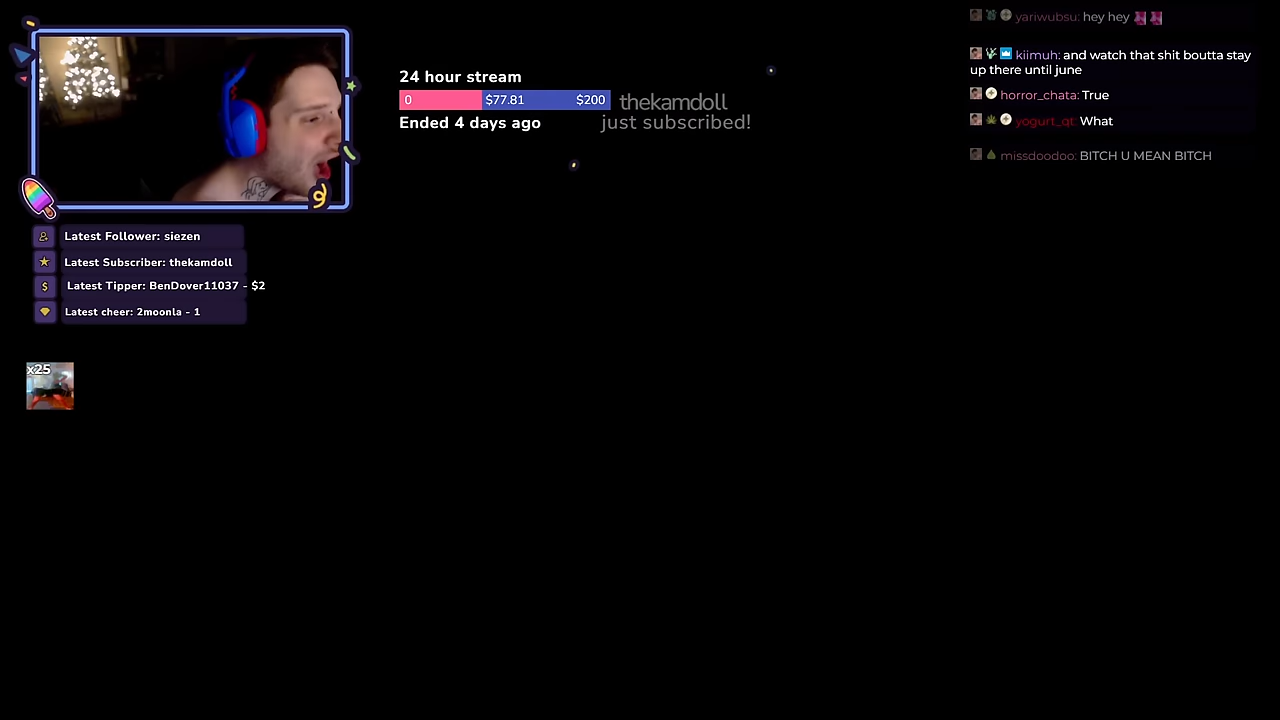 24 hour stream
0 $77.81 $200
Ended 4 days ago
thekamdoll
just subscribed!
Latest Follower: siezen
Latest Subscriber: thekamdoll
Latest Tipper: BenDover11037 - $2
Latest cheer: 2moonla - 1
x25
yariwubsu: hey hey
kiimuh: and watch that shit boutta stay
up there until june
horror_chata: True
yogurt_qt: What
missdoodoo: BITCH U MEAN BITCH